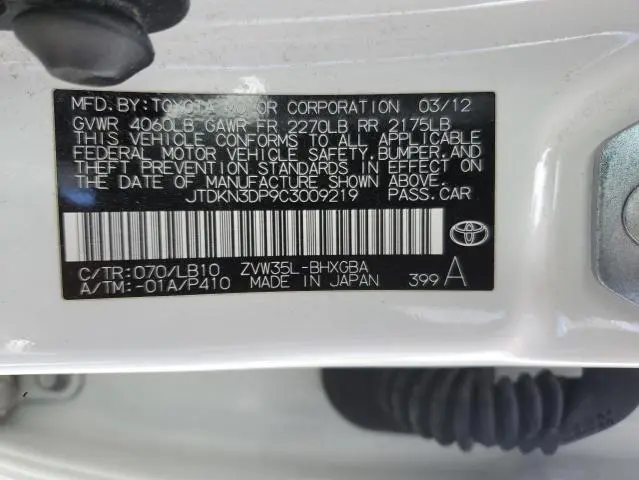 MFD. BY: TOYOTA MOTOR CORPORATION 03/12
GVWR 4060LB GAWR FR 2270LB RR 2175LB
THIS VEHICLE CONFORMS TO ALL APPLICABLE
FEDERAL MOTOR VEHICLE SAFETY, BUMPER, AND
THEFT PREVENTION STANDARDS IN EFFECT ON
THE DATE OF MANUFACTURE SHOWN ABOVE.
JTDKN3DP9C3009219 PASS. CAR
C/TR: 070/LB10 ZVW35L-BHXGBA
A/TM: -01A/P410 MADE IN JAPAN 399 A